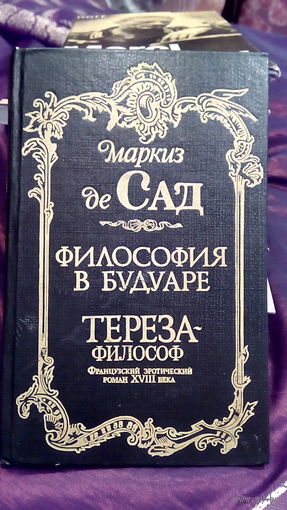 Маркиз
де САД
ФИЛОСОФИЯ
В БУДУАРЕ
ТЕРЕЗА-
ФИЛОСОФ
ФРАНЦУЗСКИЙ ЭРОТИЧЕСКИЙ
РОМАН XVIII ВЕКА